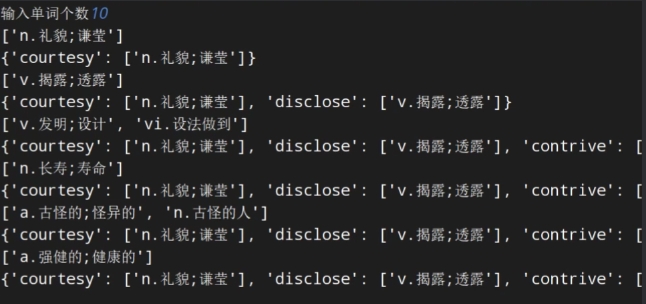 输入单词个数10
['n.礼貌;谦莹']
{'courtesy': ['n.礼貌;谦莹']}
['v.揭露;透露']
{'courtesy': ['n.礼貌;谦莹'], 'disclose': ['v.揭露;透露']}
['v.发明;设计', 'vi.设法做到']
{'courtesy': ['n.礼貌;谦莹'], 'disclose': ['v.揭露;透露'], 'contrive': [
['n.长寿;寿命']
{'courtesy': ['n.礼貌;谦莹'], 'disclose': ['v.揭露;透露'], 'contrive': [
['a.古怪的;怪异的', 'n.古怪的人']
{'courtesy': ['n.礼貌;谦莹'], 'disclose': ['v.揭露;透露'], 'contrive': [
['a.强健的;健康的']
{'courtesy': ['n.礼貌;谦莹'], 'disclose': ['v.揭露;透露'], 'contrive': [